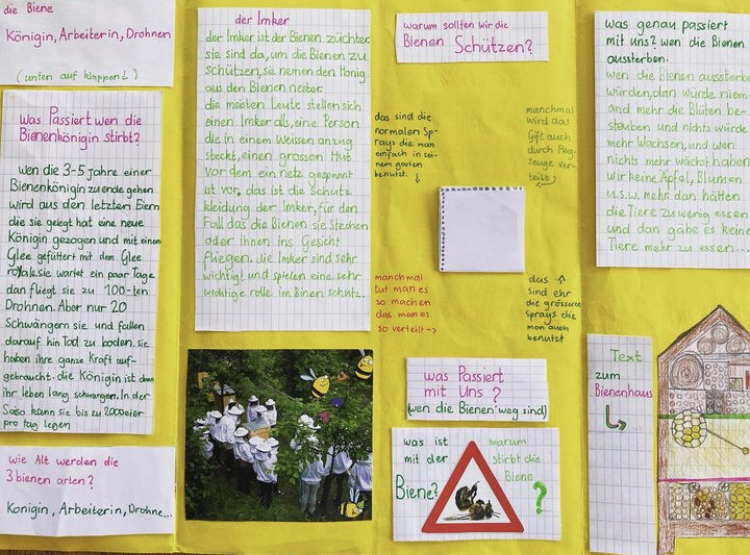 die Biene
Königin, Arbeiterin, Drohnen
(unten auf klappen↓)
Was Passiert wen die
Bienenkönigin stirbt?
wen die 3-5 Jahre einer
Bienenkönigin zu ende gehen
wird aus den letzten Eiern
die sie gelegt hat eine neue
Königin gezogen und mit einem
Glee gefüttert mit dem Glee
royale. sie wartet ein paar Tage
dan fliegt sie zu 100-ten
Drohnen. Abor nur 20
Schwängern sie und fallen
darauf hin Tod zu boden. sie
haben ihre ganze Kraft auf-
gebraucht. die Königin ist dann
ihr leben lang schwanger. In der
kann sie bis zu 2000 eier
pro tag legen
wie Alt werden die
3 bienen arten?
Königin, Arbeiterin, Drohne...
der Imker
der Imker ist der Bienen züchter
sie sind da, um die Bienen zu
schützen, sie nemen den Honig
aus den Bienen
die meisten Leute stellen sich
einen Imker als, eine Person
die in einem Weissen anzug
steckt, einen grossen Hut
vor dem ein netz gespannt
ist vor, das ist die Schutz
kleidung der Imker, für den
Fall das die Bienen sie stechen
oder Ihnen ins Gesicht
fliegen. die Imker sind sehr
wichtig! und spielen eine sehr
wichtige rolle im Binen schutz.
warum sollten wir die
Bienen Schützen?
das sind die
normalen Sp-
rays die man
einfach in sei-
nem garten
benutzt. ↓
manchmal
wird das
Gift auch
durch Flug-
zeuge ver-
teilt
manchmal
tut man es
so machen
das man es
so verteilt→
das ↗
sind ehr
die grösseren
Sprays die
man auch
benutzt
was Passiert
mit Uns?
(wen die Bienen weg sind)
was ist
mit der
Biene?
warum
stirbt die
Biene
?
was genau passiert
mit uns? wen die Bienen
aussterben.
wen die Bienen aussterben
würden, dan würde niem
and mehr die Blüten be-
steuben und nichts würde
mehr Wachsen, und wen
nichts mehr wächst haben
wir keine Äpfel, Blumen
u.s.w. mehr dan hätten
die Tiere zu wenig essen
und dan gäbe es keine
Tiere mehr zu essen...
Text
zum
Bienenhaus